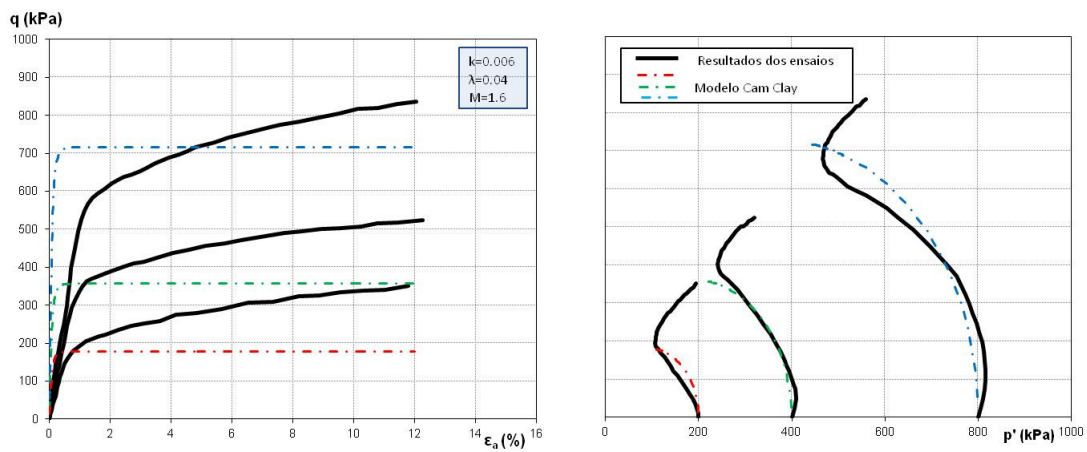 q (kPa)
1000
900
800
700
600
500
400
300
200
100
0
0 2 4 6 8 10 12 14 16
εa (%)
k=0.006
λ=0.04
M=1.6
Resultados dos ensaios
Modelo Cam Clay
0 200 400 600 800 1000
p' (kPa)